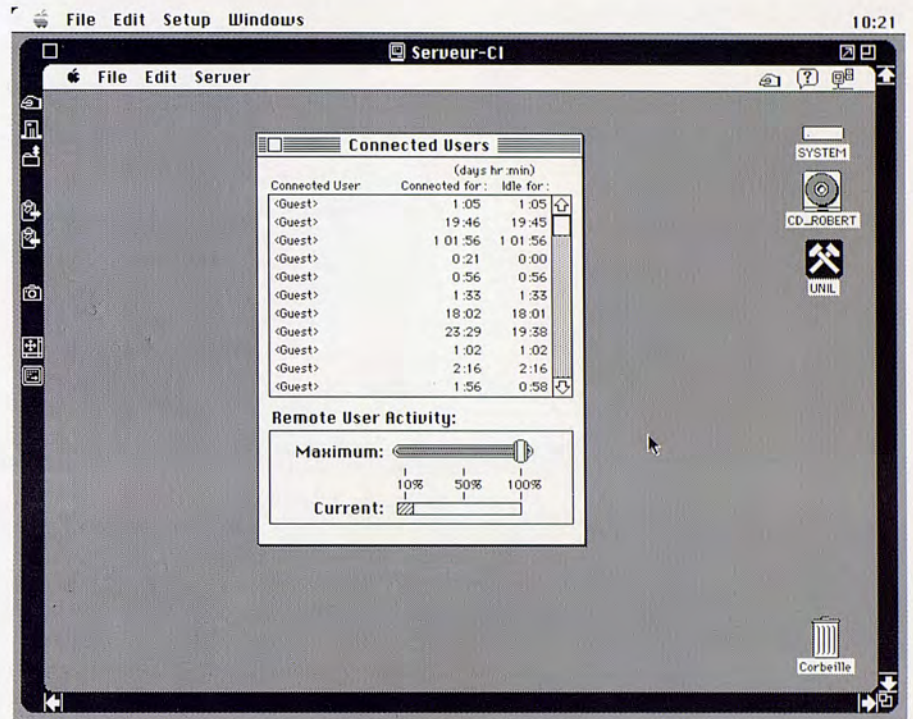 File Edit Setup Windows 10:21
Serveur-CI
File Edit Server
Connected Users
(days hr:min)
Connected User Connected for: Idle for:
<Guest> 1:05 1:05
<Guest> 19:46 19:45
<Guest> 1 01:56 1 01:56
<Guest> 0:21 0:00
<Guest> 0:56 0:56
<Guest> 1:33 1:33
<Guest> 18:02 18:01
<Guest> 23:29 19:38
<Guest> 1:02 1:02
<Guest> 2:16 2:16
<Guest> 1:56 0:58
Remote User Activity:
Maximum:
10% 50% 100%
Current:
SYSTEM
CD_ROBERT
UNIL
Corbeille